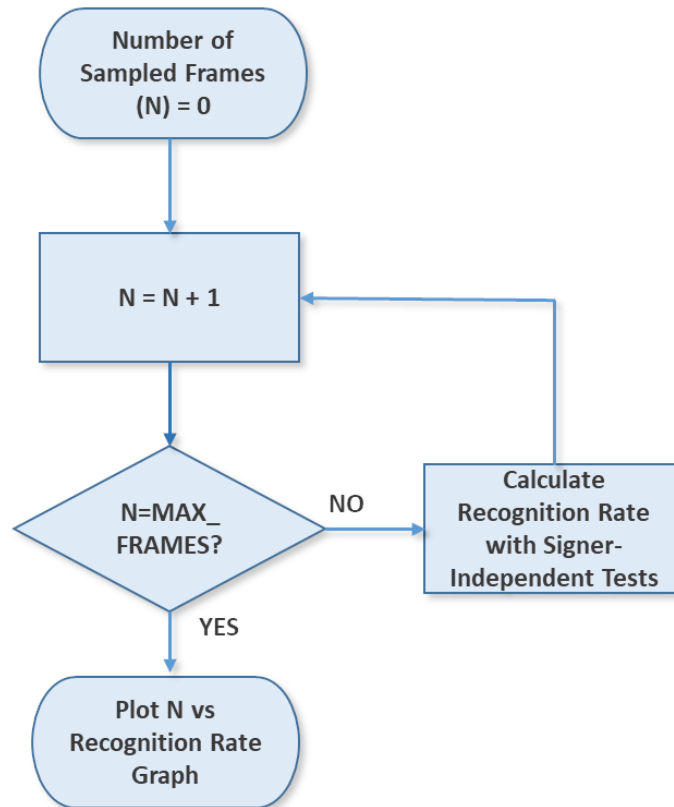 Number of
Sampled Frames
(N) = 0
N = N + 1
N=MAX_
FRAMES?
NO
Calculate
Recognition Rate
with Signer-
Independent Tests
YES
Plot N vs
Recognition Rate
Graph